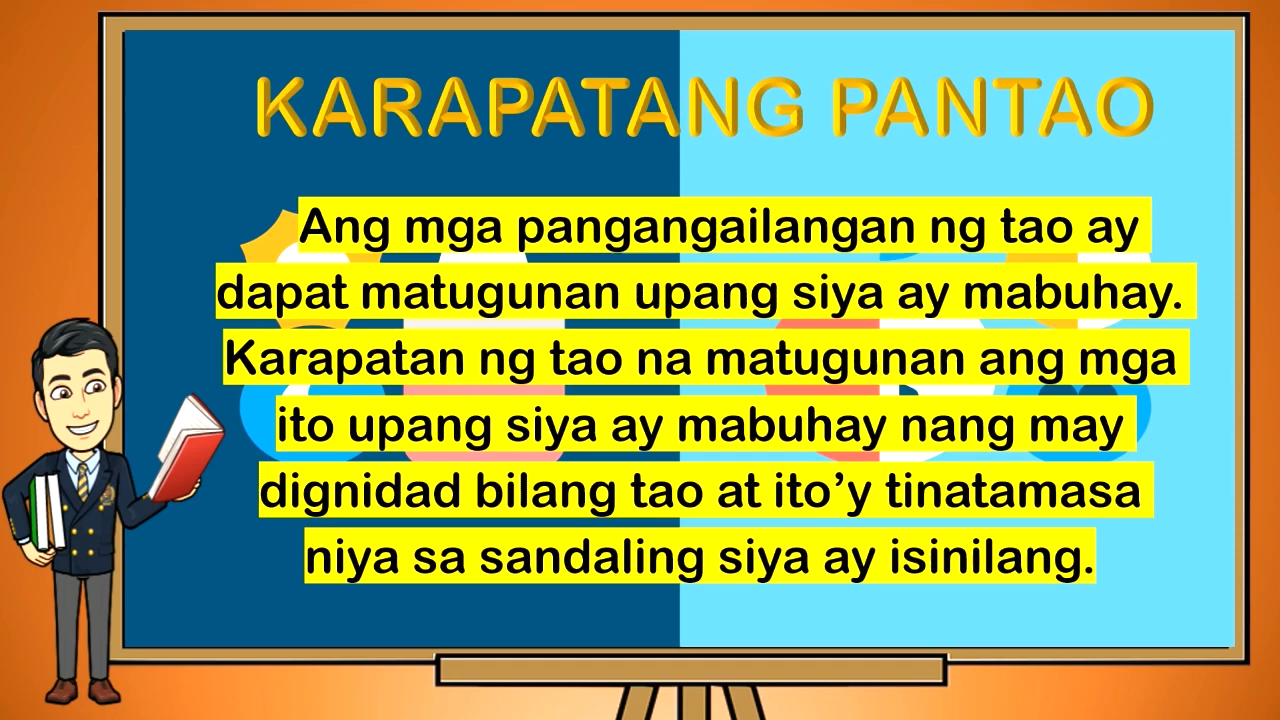 KARAPATANG PANTAO
Ang mga pangangailangan ng tao ay
dapat matugunan upang siya ay mabuhay.
Karapatan ng tao na matugunan ang mga
ito upang siya ay mabuhay nang may
dignidad bilang tao at ito’y tinatamasa
niya sa sandaling siya ay isinilang.